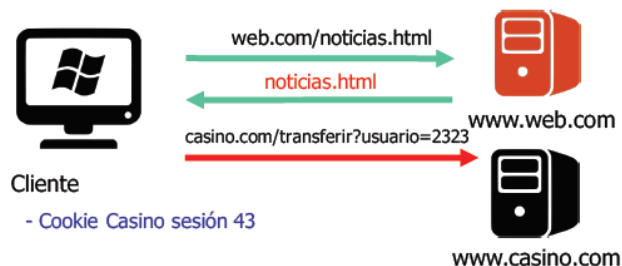 web.com/noticias.html
noticias.html
www.web.com
casino.com/transferir?usuario=2323
Cliente
- Cookie Casino sesión 43
www.casino.com